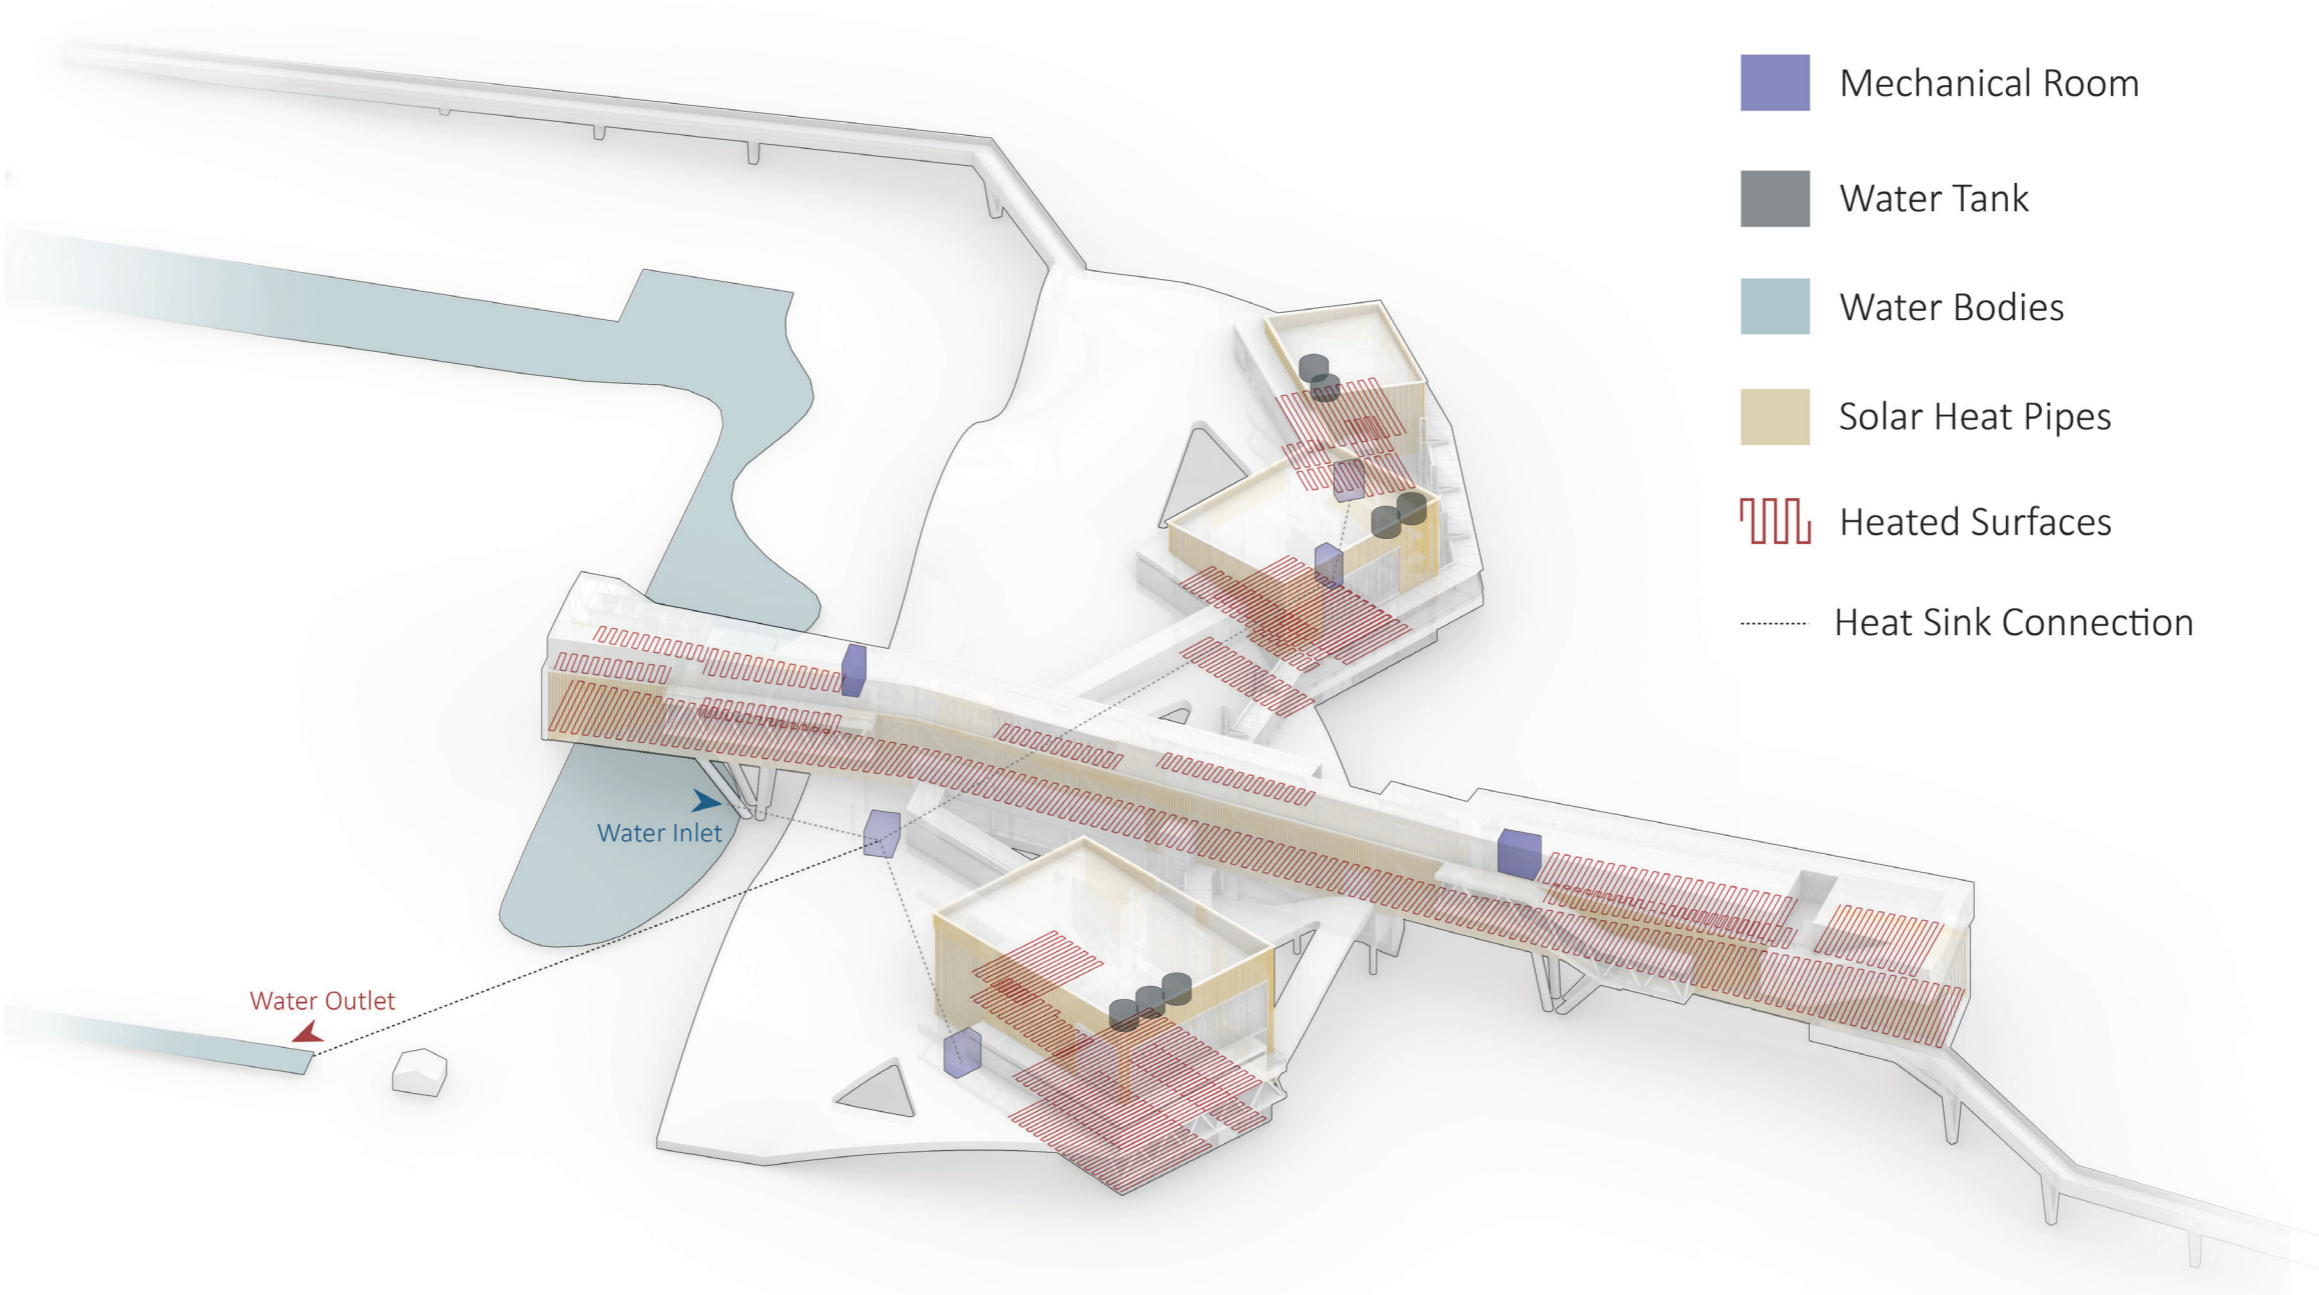 Mechanical Room
Water Tank
Water Bodies
Solar Heat Pipes
Heated Surfaces
Heat Sink Connection
Water Inlet
Water Outlet